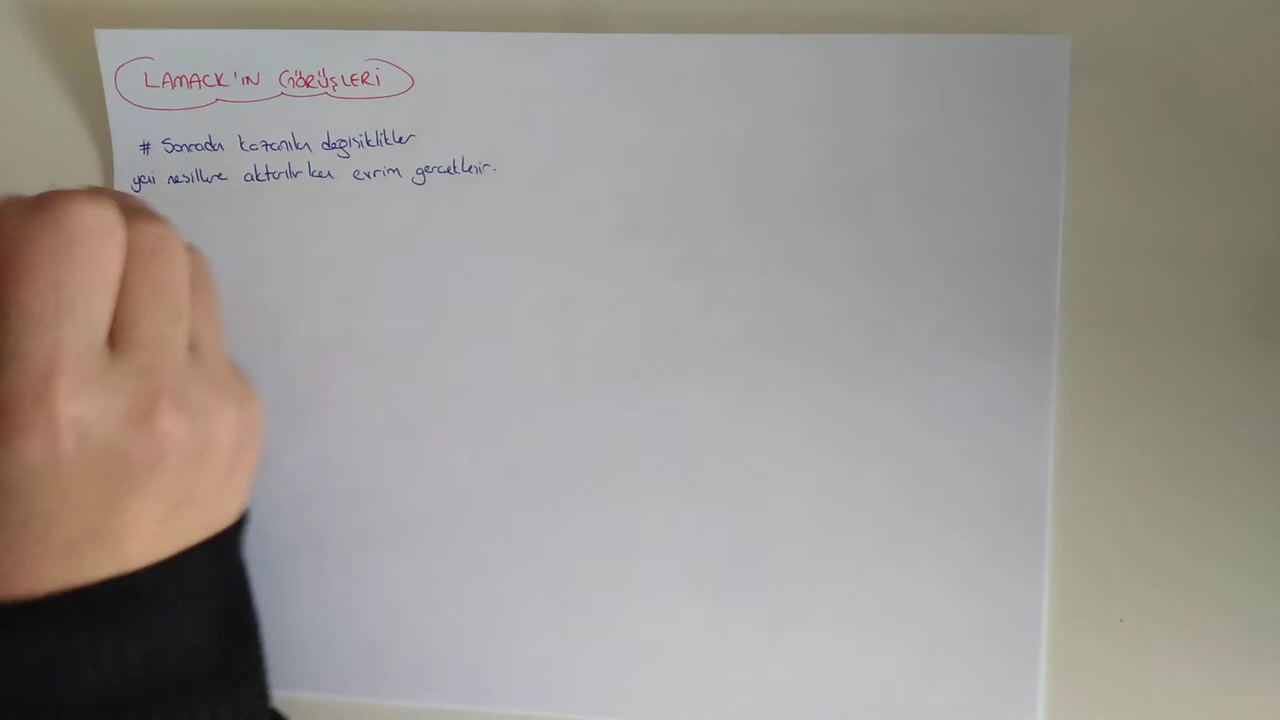 LAMACK'IN GÖRÜŞLERİ
# Sonradan kazanılan değişiklikler
yeni nesillere aktarılırken evrim gerçekleşir.